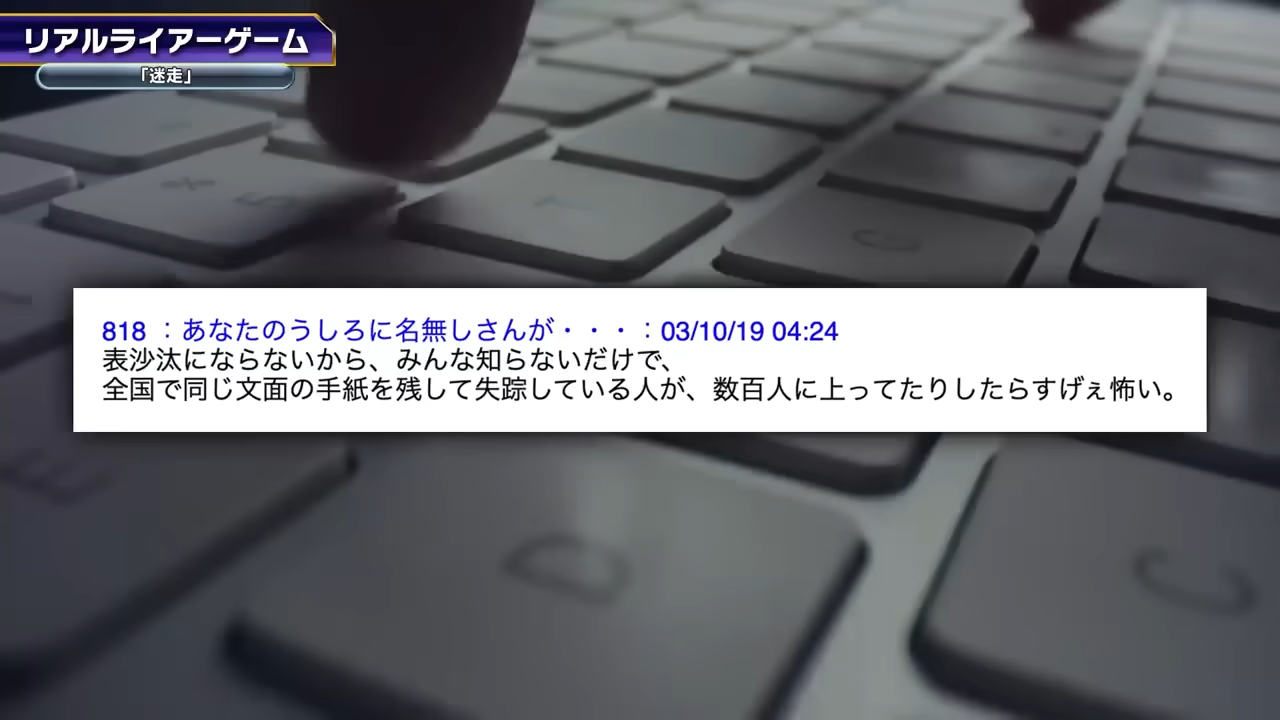 リアルライアーゲーム
「迷走」
818 ：あなたのうしろに名無しさんが・・・：03/10/19 04:24
表沙汰にならないから、みんな知らないだけで、
全国で同じ文面の手紙を残して失踪している人が、数百人に上ってたりしたらすげぇ怖い。
D
C
G